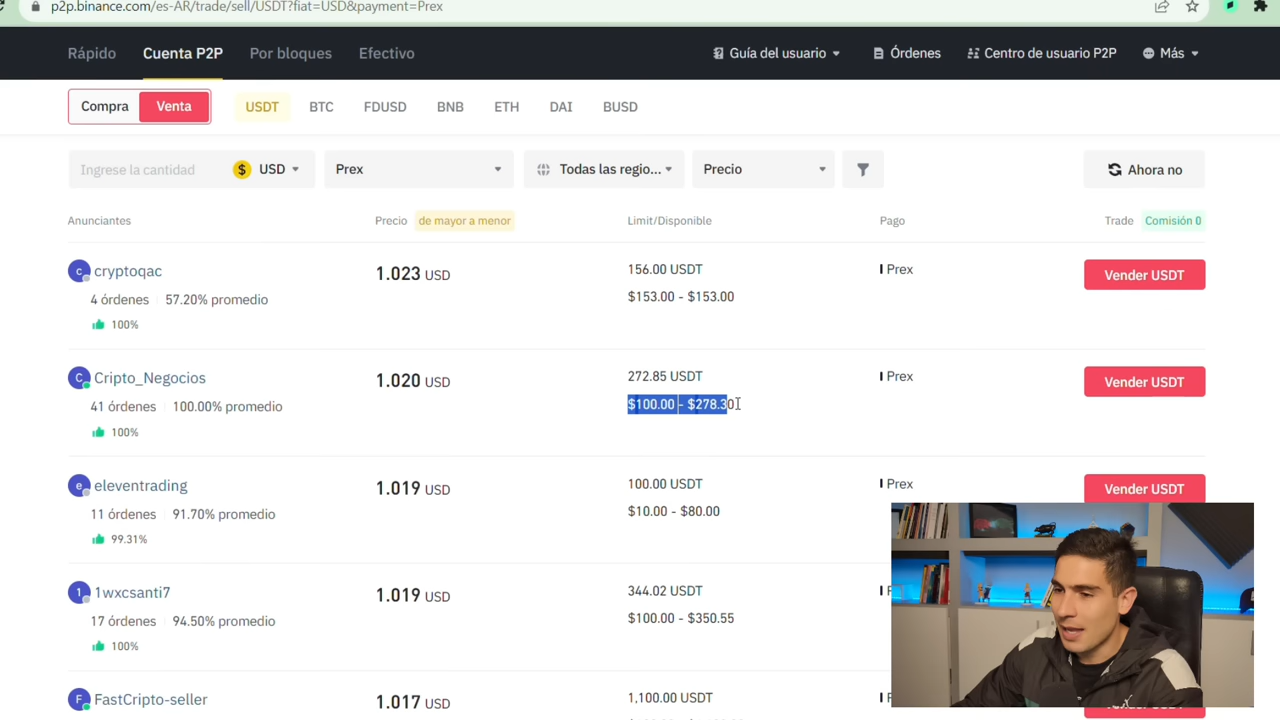 p2p.binance.com/es-AR/trade/sell/USDT?fiat=USD&payment=Prex
Rápido Cuenta P2P Por bloques Efectivo Guía del usuario Órdenes Centro de usuario P2P Más
Compra Venta USDT BTC FDUSD BNB ETH DAI BUSD
Ingrese la cantidad $ USD Prex Todas las regio... Precio Ahora no
Anunciantes Precio de mayor a menor Limit/Disponible Pago Trade Comisión 0
c cryptoqac 1.023 USD 156.00 USDT Prex Vender USDT
4 órdenes 57.20% promedio $153.00 - $153.00
100%
C Cripto_Negocios 1.020 USD 272.85 USDT Prex Vender USDT
41 órdenes 100.00% promedio $100.00 - $278.30
100%
e eleventrading 1.019 USD 100.00 USDT Prex Vender USDT
11 órdenes 91.70% promedio $10.00 - $80.00
99.31%
1 1wxcsanti7 1.019 USD 344.02 USDT
17 órdenes 94.50% promedio $100.00 - $350.55
100%
F FastCripto-seller 1.017 USD 1,100.00 USDT